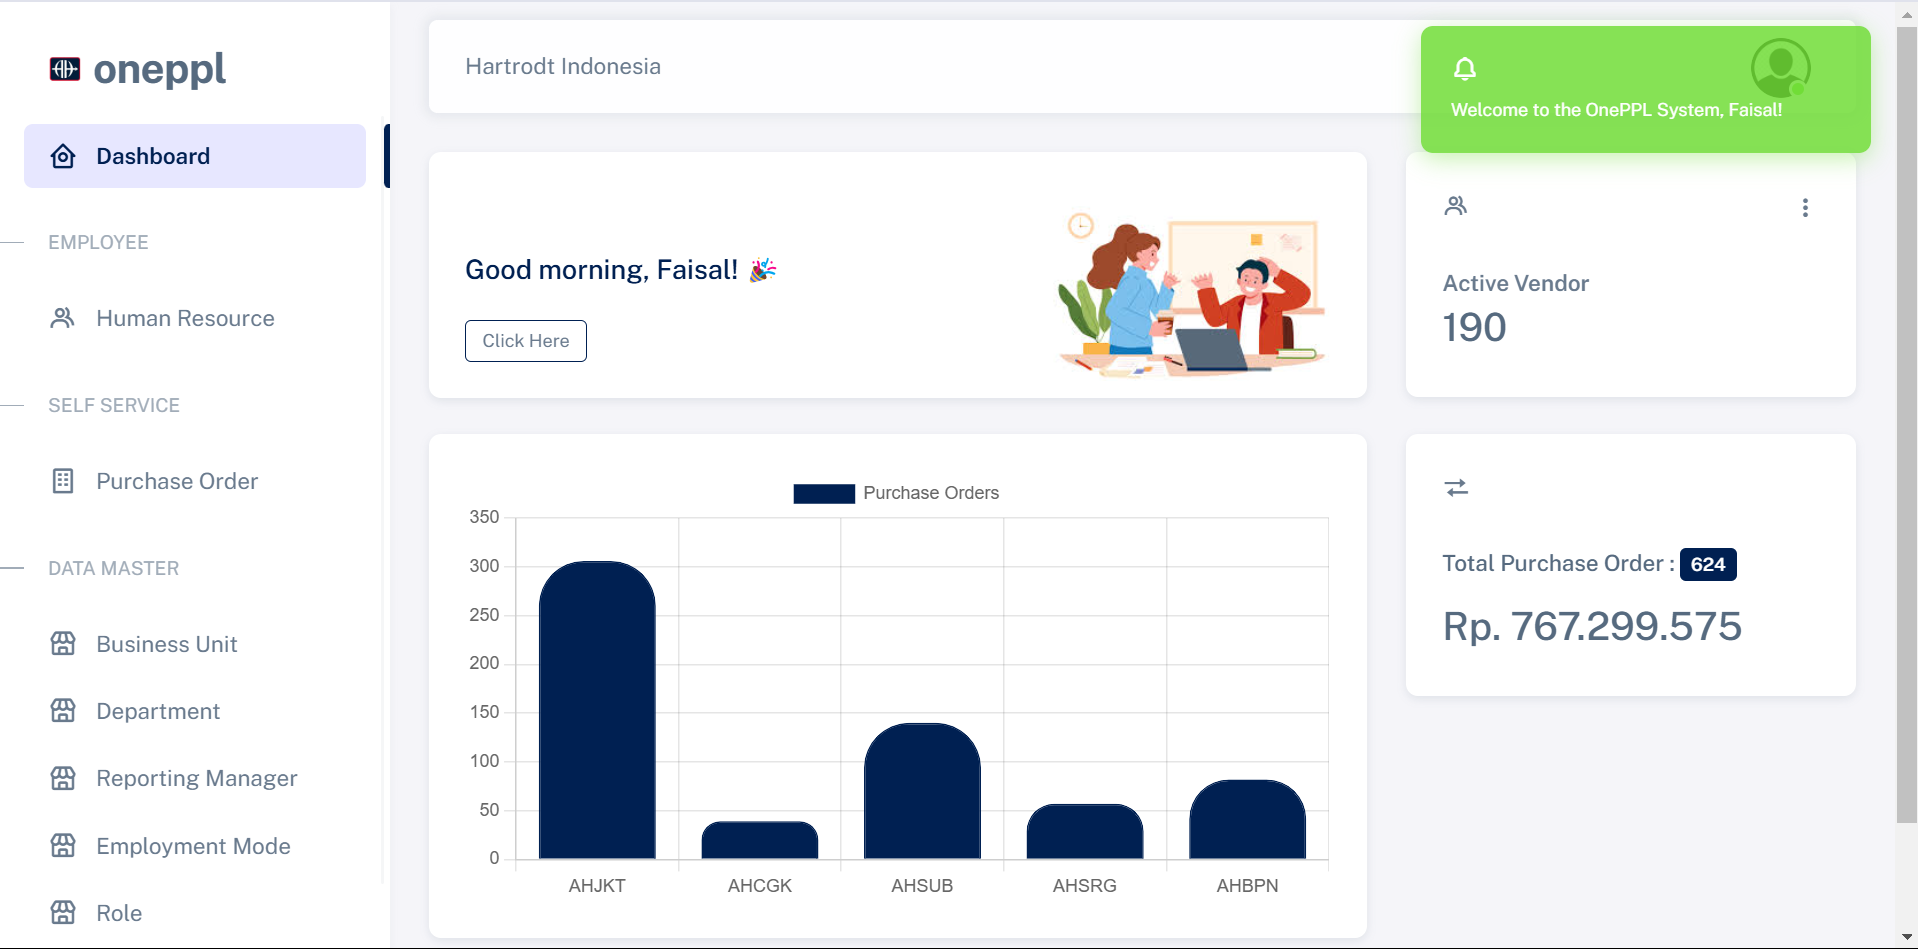 oneppl
Dashboard
EMPLOYEE
Human Resource
SELF SERVICE
Purchase Order
DATA MASTER
Business Unit
Department
Reporting Manager
Employment Mode
Role
Hartrodt Indonesia
Welcome to the OnePPL System, Faisal!
Good morning, Faisal! 🎉
Click Here
Active Vendor
190
Purchase Orders
350
300
250
200
150
100
50
0
AHJKT AHCGK AHSUB AHSRG AHBPN
Total Purchase Order : 624
Rp. 767.299.575